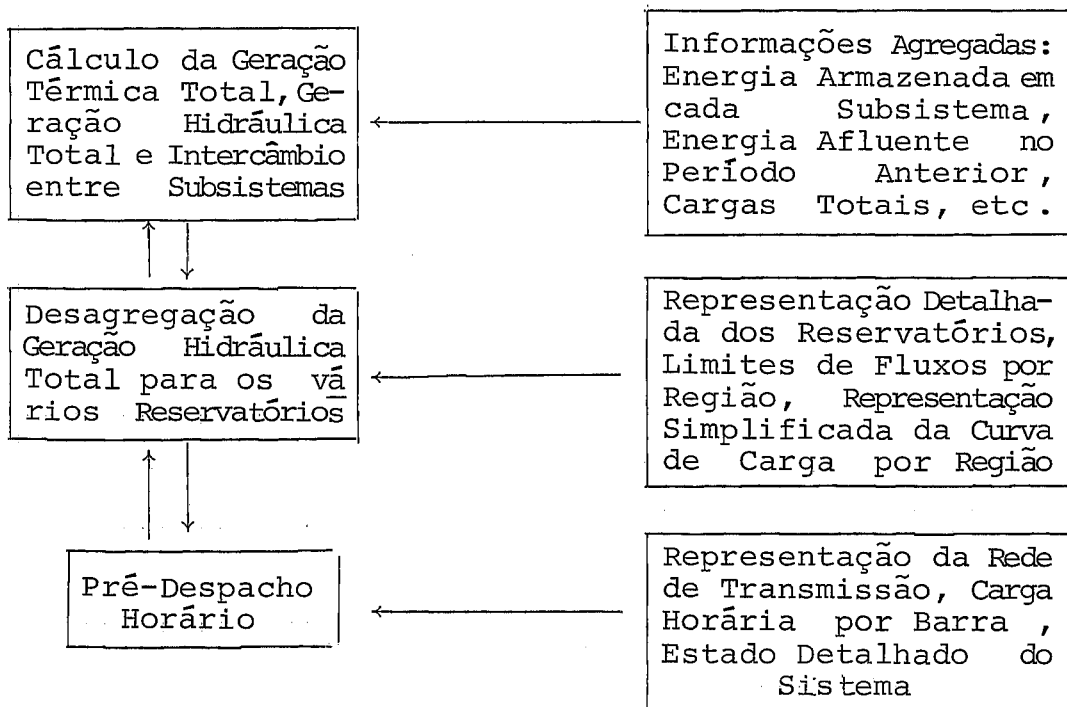 Cálculo da Geração
Térmica Total, Ge-
ração Hidráulica
Total e Intercâmbio
entre Subsistemas
Informações Agregadas:
Energia Armazenada em
cada Subsistema,
Energia Afluente no
Período Anterior,
Cargas Totais, etc.
Desagregação da
Geração Hidráulica
Total para os vá
rios Reservatórios
Representação Detalha-
da dos Reservatórios,
Limites de Fluxos por
Região, Representação
Simplificada da Curva
de Carga por Região
Pré-Despacho
Horário
Representação da Rede
de Transmissão, Carga
Horária por Barra ,
Estado Detalhado do
Sistema